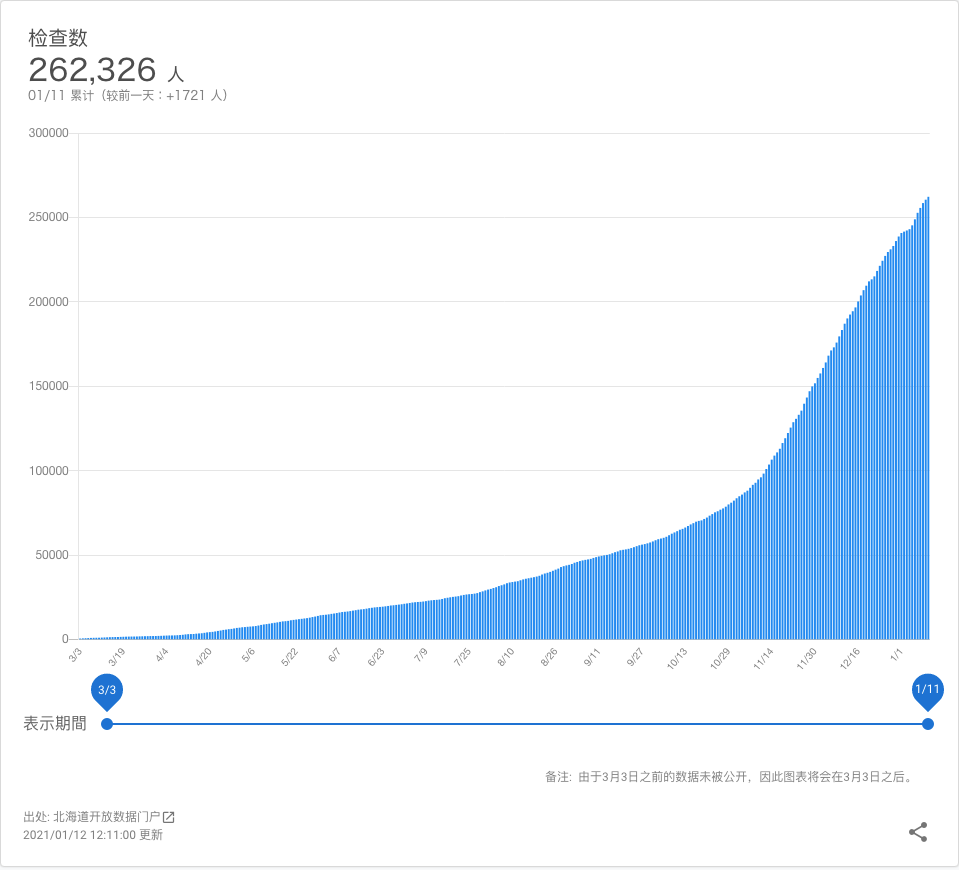 检查数
262,326 人
01/11 累计（较前一天：+1721 人）
300000
250000
200000
150000
100000
50000
0
3/3 3/19 4/4 4/20 5/6 5/22 6/7 6/23 7/9 7/25 8/10 8/26 9/11 9/27 10/13 10/29 11/14 11/30 12/16 1/1
3/3 1/11
表示期間
备注: 由于3月3日之前的数据未被公开，因此图表将会在3月3日之后。
出处: 北海道开放数据门户
2021/01/12 12:11:00 更新